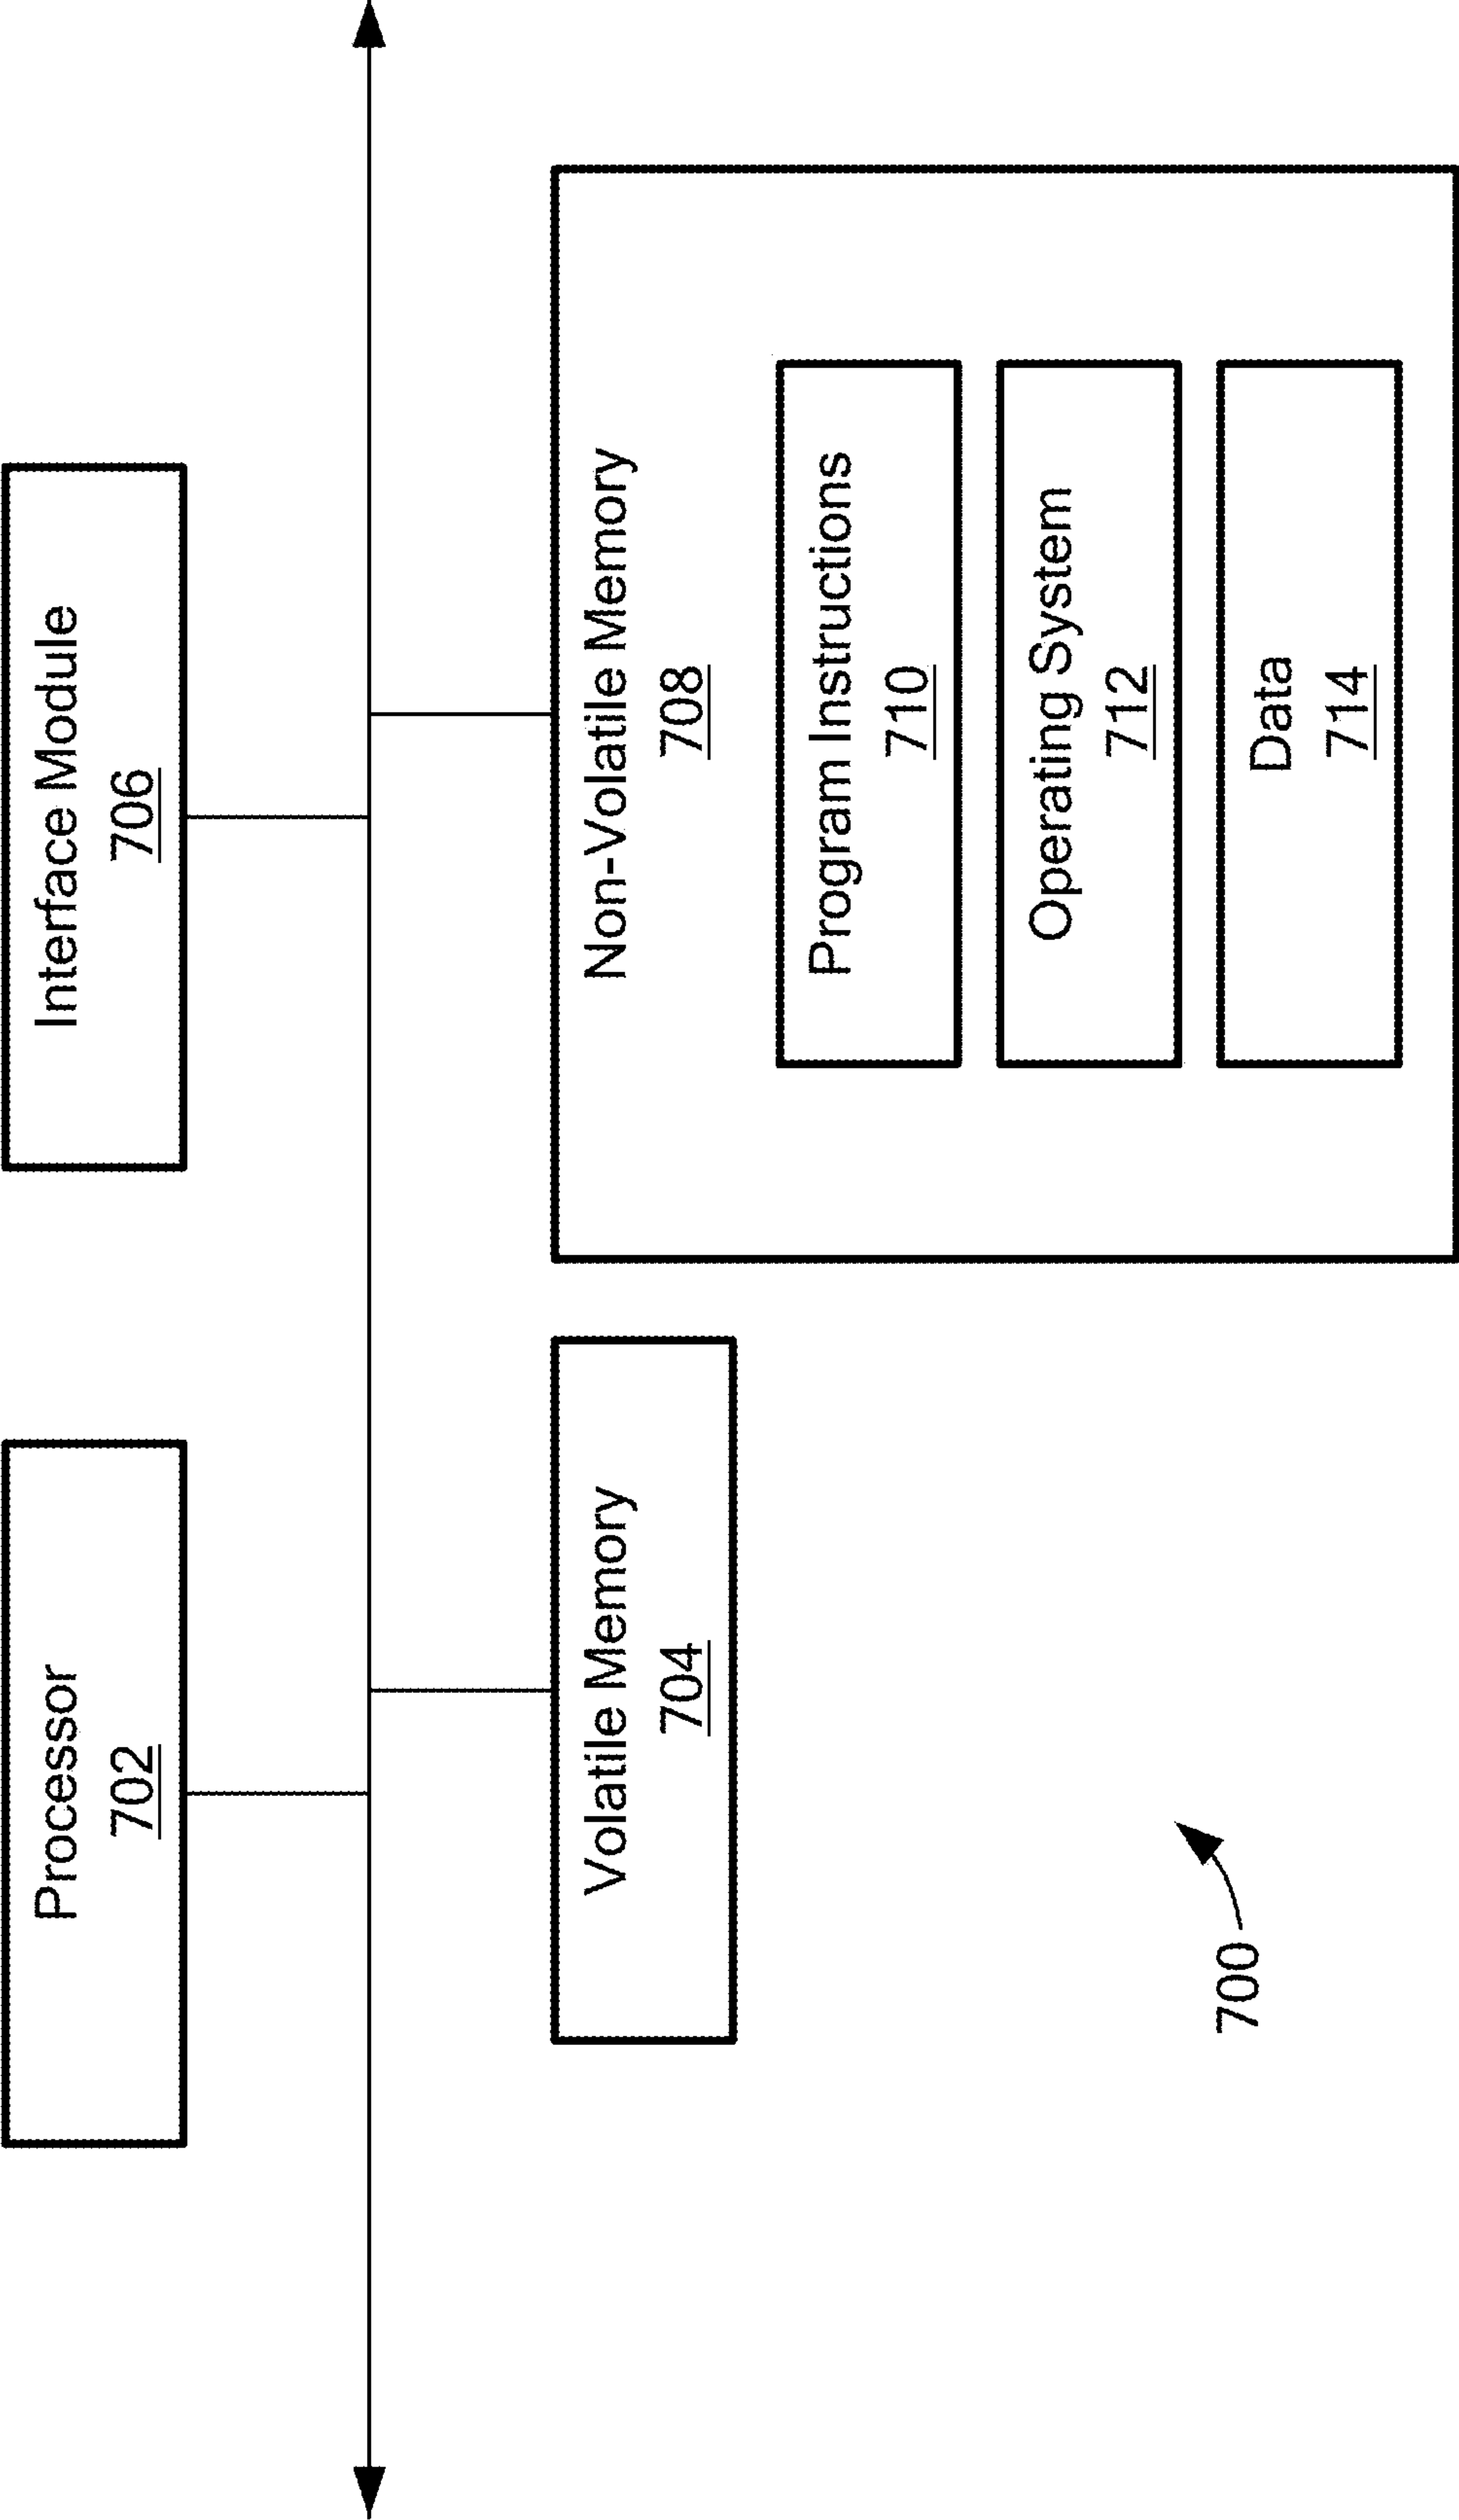 Processor
702
Interface Module
706
Volatile Memory
704
Non-Volatile Memory
708
Program Instructions
710
Operating System
712
Data
714
700